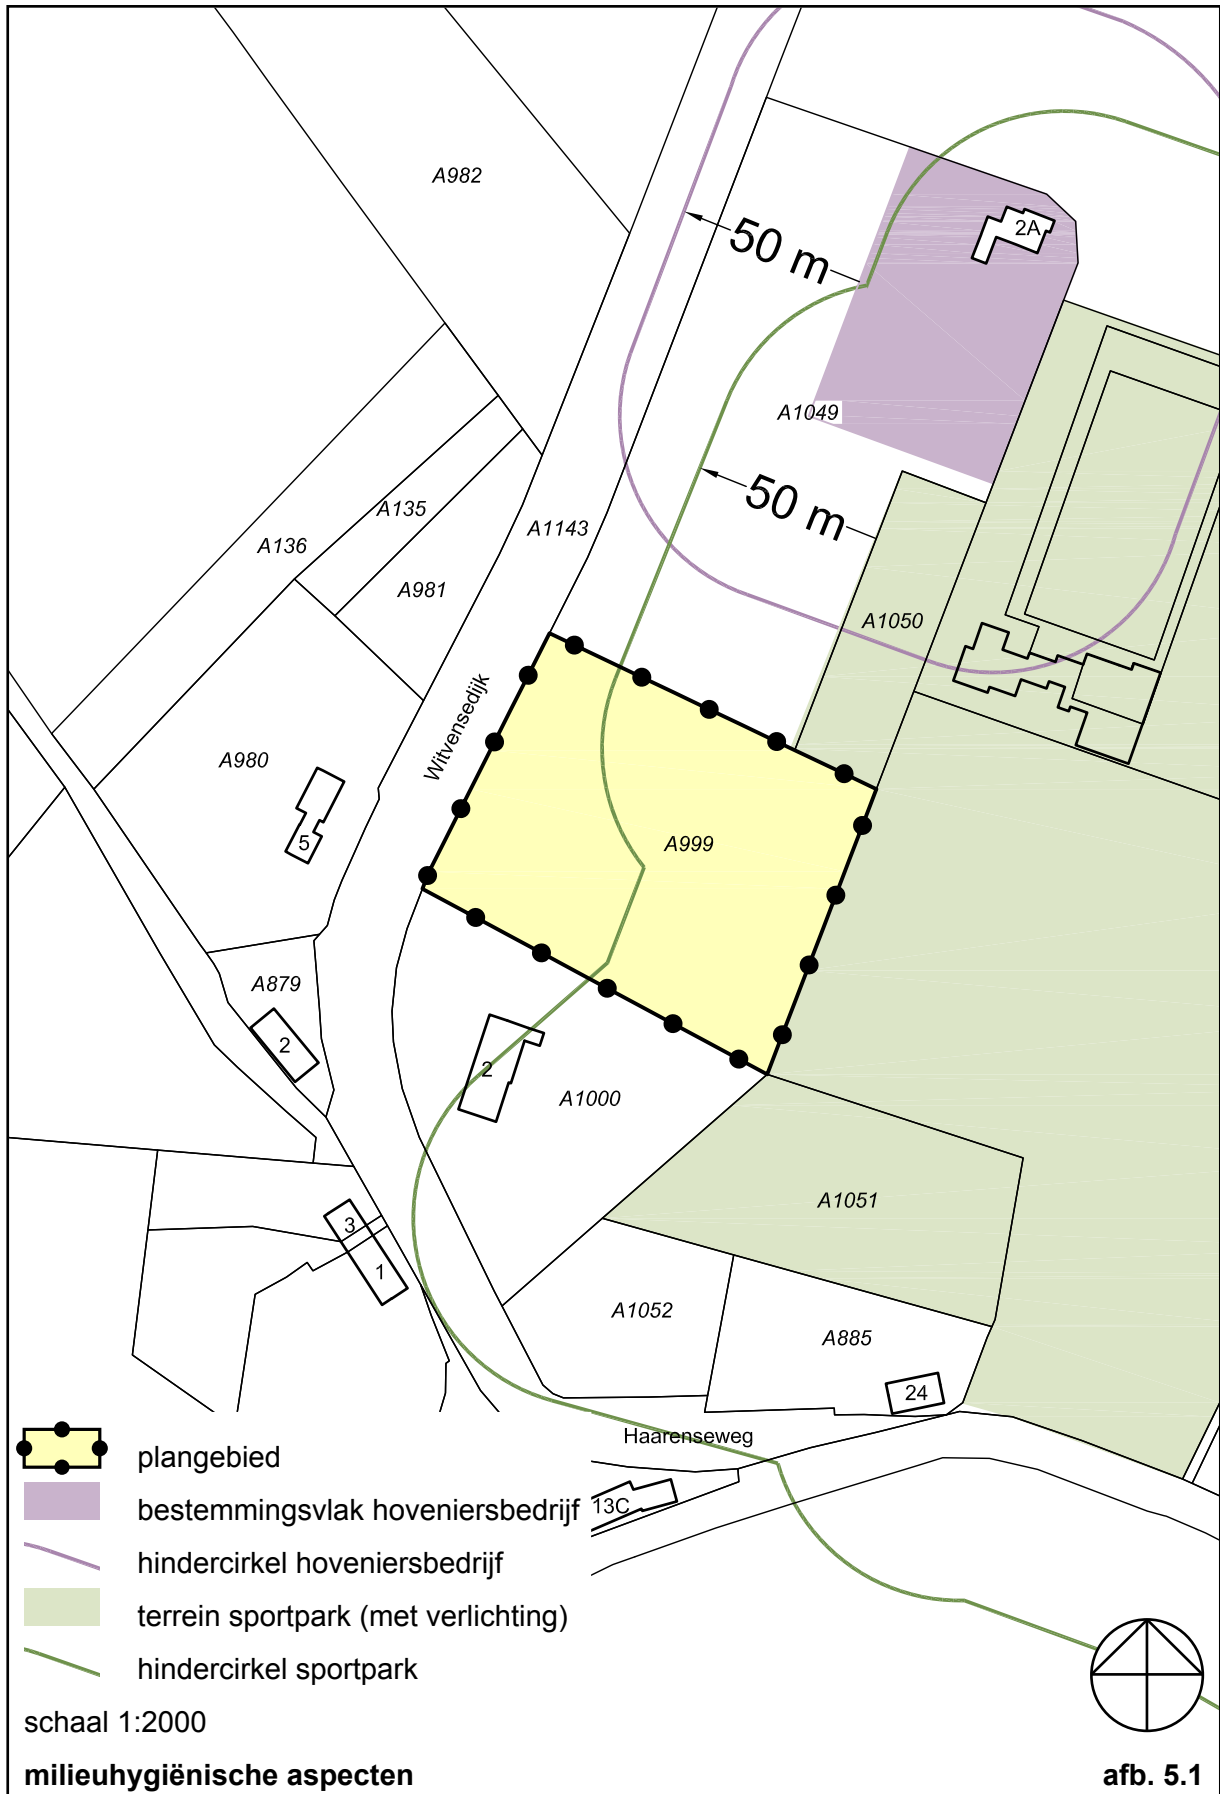 A982
2A
50 m
A1049
50 m
A135
A1143
A136
A981
A1050
Witvensedijk
A980
5
A999
A879
2
2
A1000
A1051
3
1
A1052
A885
24
Haarenseweg
13C
plangebied
bestemmingsvlak hoveniersbedrijf
hindercirkel hoveniersbedrijf
terrein sportpark (met verlichting)
hindercirkel sportpark
schaal 1:2000
milieuhygiënische aspecten
afb. 5.1